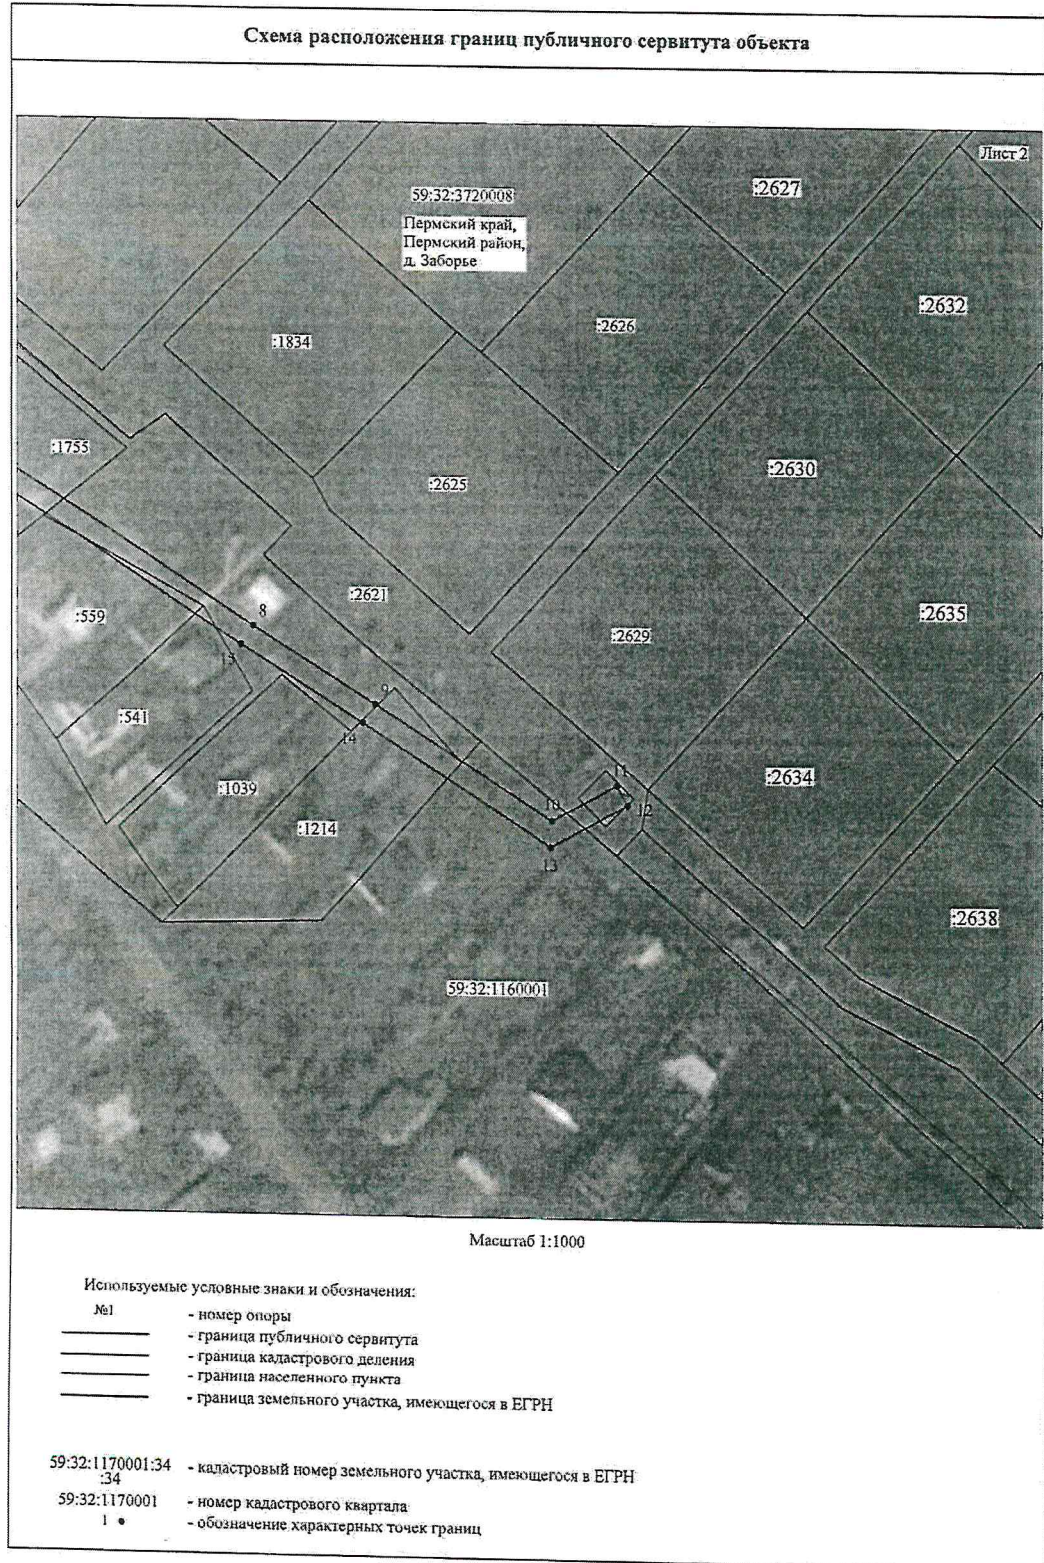 Схема расположения границ публичного сервитута объекта
Лист 2
:2627
59:32:3720008
Пермский край,
Пермский район,
д. Заборье
:2632
:2626
:1834
:1755
:2630
:2625
:2621
8
:559
:2635
:2629
15
9
:541
14
11
:2634
:1039
10
12
:1214
13
:2638
59:32:1160001
Масштаб 1:1000
Используемые условные знаки и обозначения:
№1 - номер опоры
- граница публичного сервитута
- граница кадастрового деления
- граница населенного пункта
- граница земельного участка, имеющегося в ЕГРН
59:32:1170001:34
:34
- кадастровый номер земельного участка, имеющегося в ЕГРН
59:32:1170001 - номер кадастрового квартала
1 • - обозначение характерных точек границ